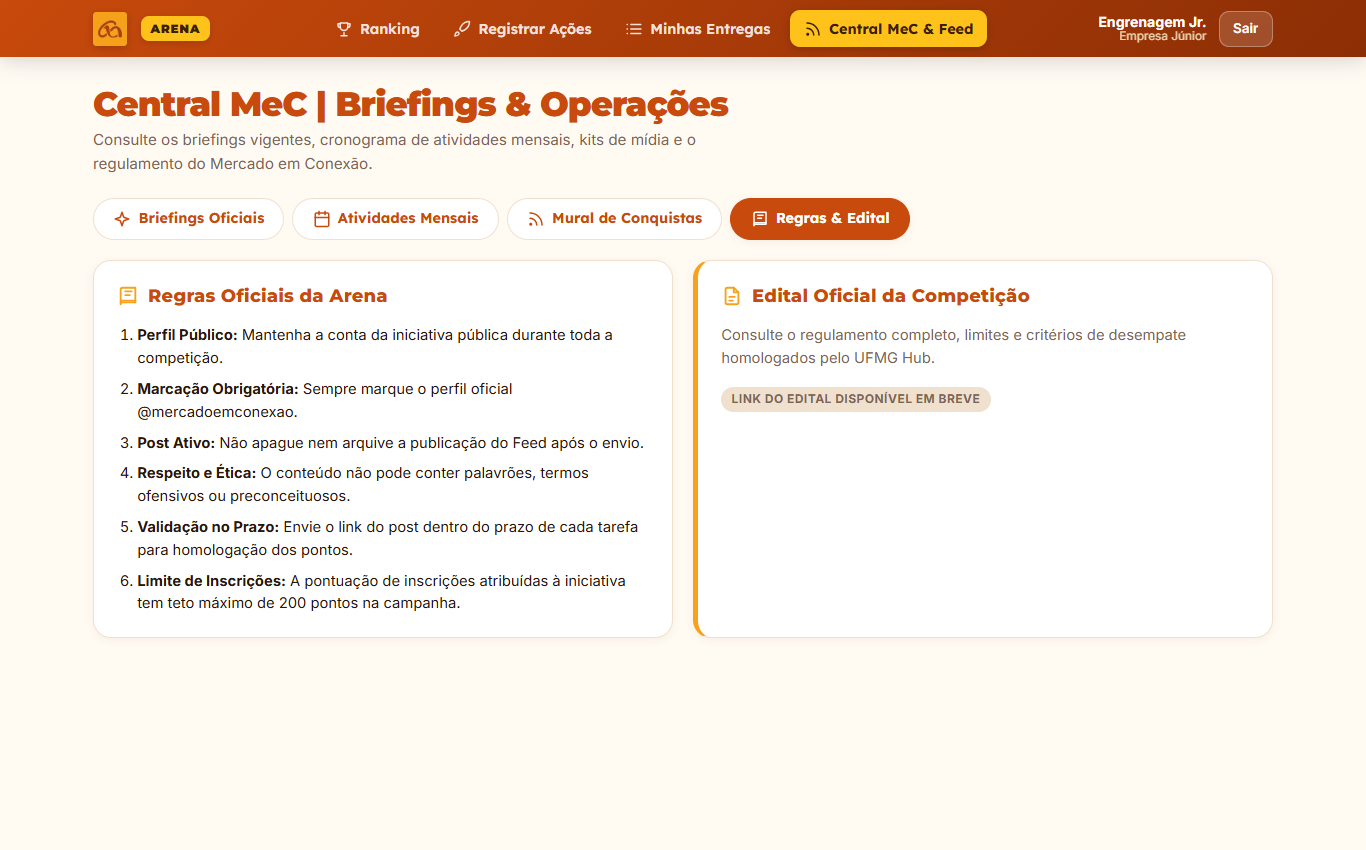 ARENA
Ranking
Registrar Ações
Minhas Entregas
Central MeC & Feed
Engrenagem Jr.
Empresa Júnior
Sair
Central MeC | Briefings & Operações
Consulte os briefings vigentes, cronograma de atividades mensais, kits de mídia e o
regulamento do Mercado em Conexão.
Briefings Oficiais
Atividades Mensais
Mural de Conquistas
Regras & Edital
Regras Oficiais da Arena
1. Perfil Público: Mantenha a conta da iniciativa pública durante toda a
competição.
2. Marcação Obrigatória: Sempre marque o perfil oficial
@mercadoemconexao.
3. Post Ativo: Não apague nem arquive a publicação do Feed após o envio.
4. Respeito e Ética: O conteúdo não pode conter palavrões, termos
ofensivos ou preconceituosos.
5. Validação no Prazo: Envie o link do post dentro do prazo de cada tarefa
para homologação dos pontos.
6. Limite de Inscrições: A pontuação de inscrições atribuídas à iniciativa
tem teto máximo de 200 pontos na campanha.
Edital Oficial da Competição
Consulte o regulamento completo, limites e critérios de desempate
homologados pelo UFMG Hub.
LINK DO EDITAL DISPONÍVEL EM BREVE